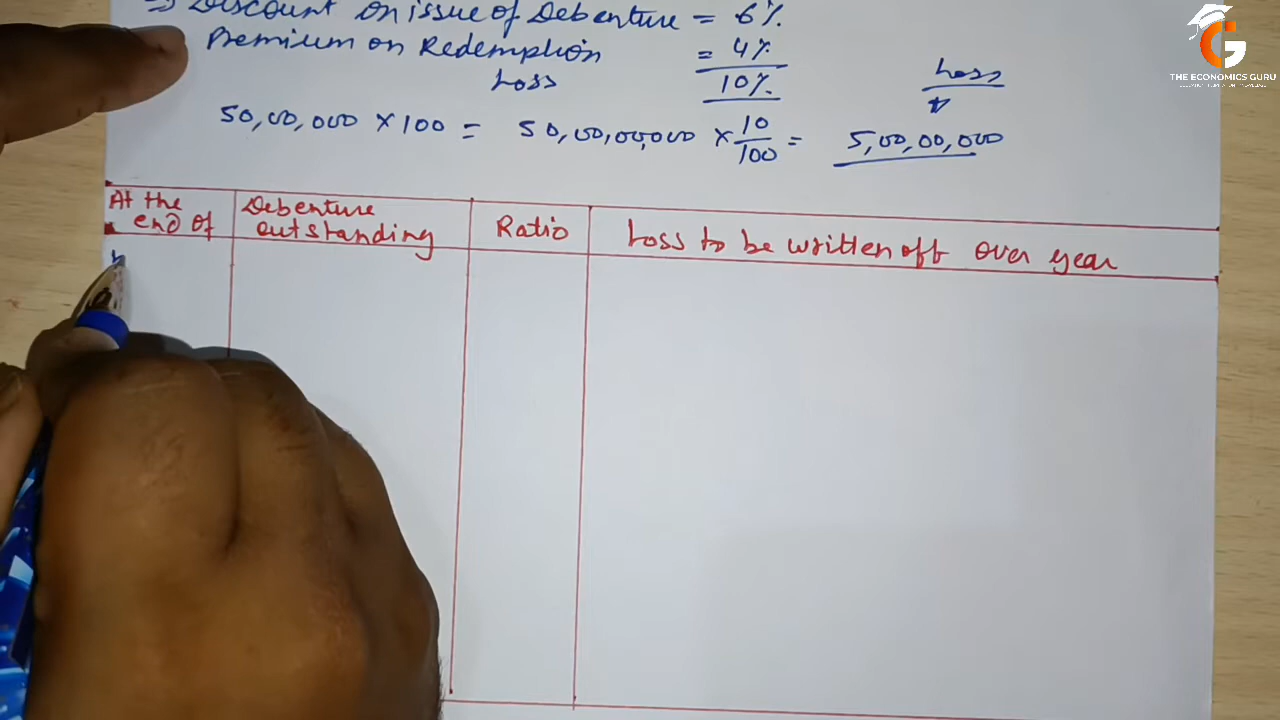 ⇒ Discount on issue of Debenture = 6%
Premium on Redemption = 4%
Loss 10%
Loss
50,00,000 × 100 = 50,00,00,000 × 10/100 = 5,00,00,000
At the end of
Debenture outstanding
Ratio
Loss to be written off over year
G
THE ECONOMICS GURU